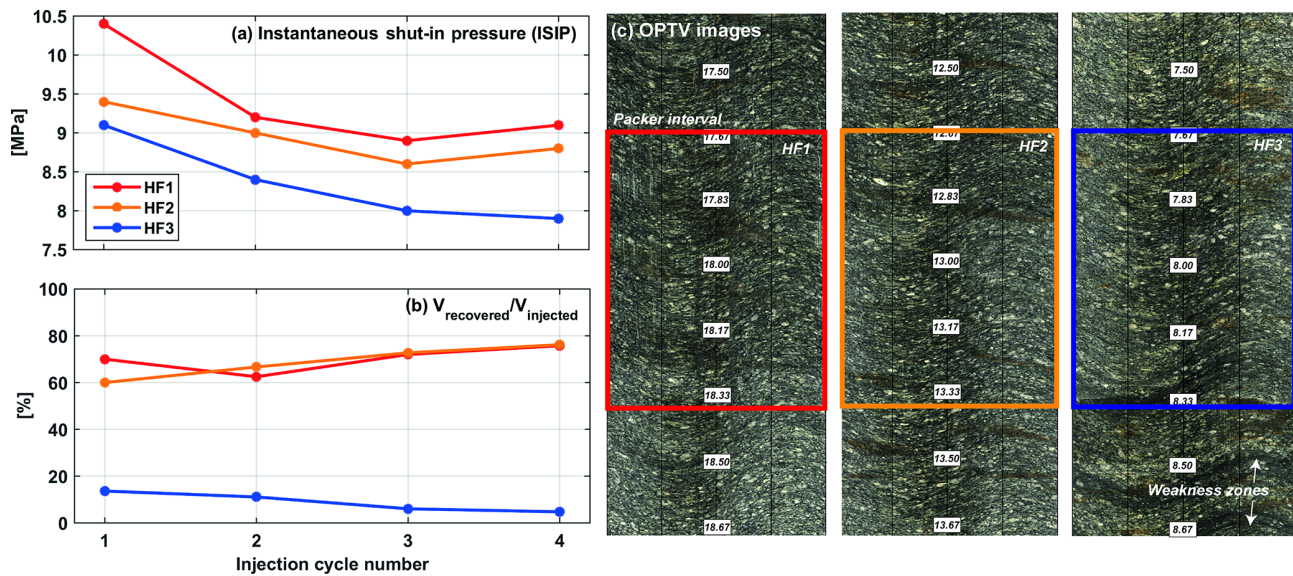 (a) Instantaneous shut-in pressure (ISIP)
10.5
10
9.5
9
8.5
8
7.5
[MPa]
HF1
HF2
HF3
(b) Vrecovered/Vinjected
100
80
60
40
20
0
[%]
1 2 3 4
Injection cycle number
(c) OPTV images
17.50
Packer interval
17.67
HF1
17.83
18.00
18.17
18.33
18.50
18.67
12.50
12.67
HF2
12.83
13.00
13.17
13.33
13.50
13.67
7.50
7.67
HF3
7.83
8.00
8.17
8.33
8.50
Weakness zones
8.67